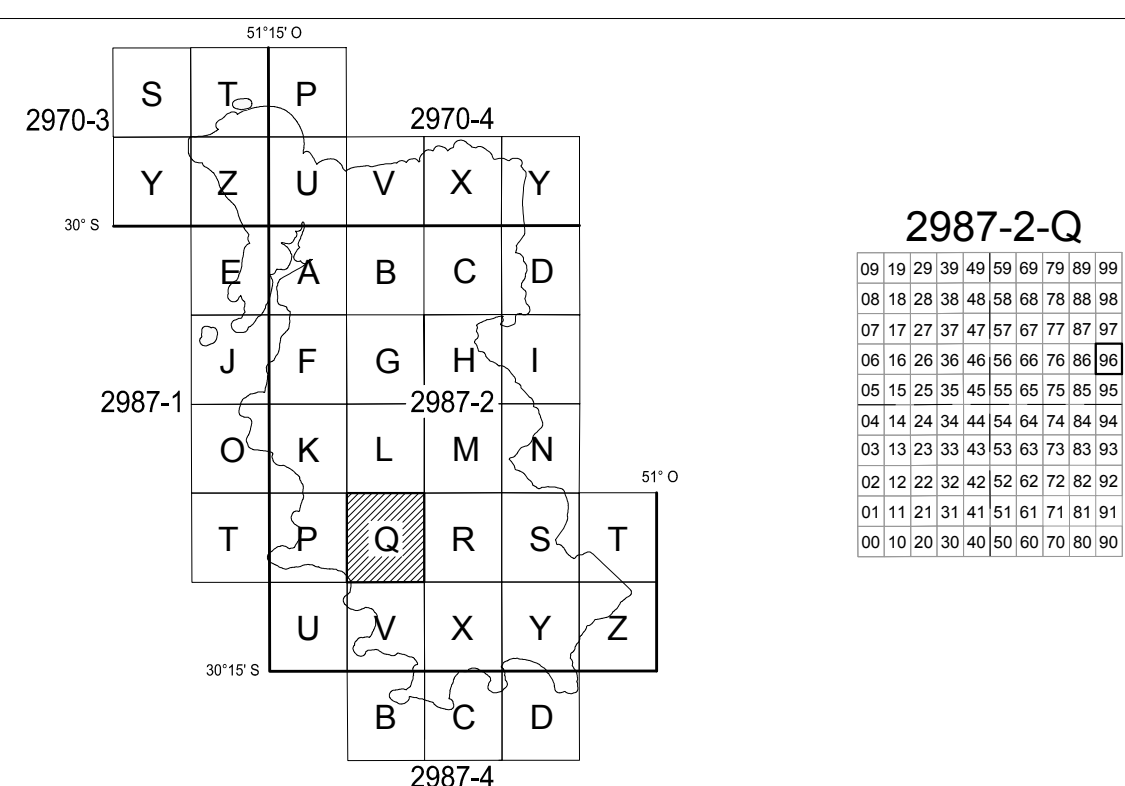 51°15' O
S T P
2970-3 2970-4
Y Z U V X Y
30° S
E A B C D
J F G H I
2987-1 2987-2
O K L M N
51° O
T P Q R S T
U V X Y Z
30°15' S
B C D
2987-4
2987-2-Q
09 19 29 39 49 59 69 79 89 99
08 18 28 38 48 58 68 78 88 98
07 17 27 37 47 57 67 77 87 97
06 16 26 36 46 56 66 76 86 96
05 15 25 35 45 55 65 75 85 95
04 14 24 34 44 54 64 74 84 94
03 13 23 33 43 53 63 73 83 93
02 12 22 32 42 52 62 72 82 92
01 11 21 31 41 51 61 71 81 91
00 10 20 30 40 50 60 70 80 90